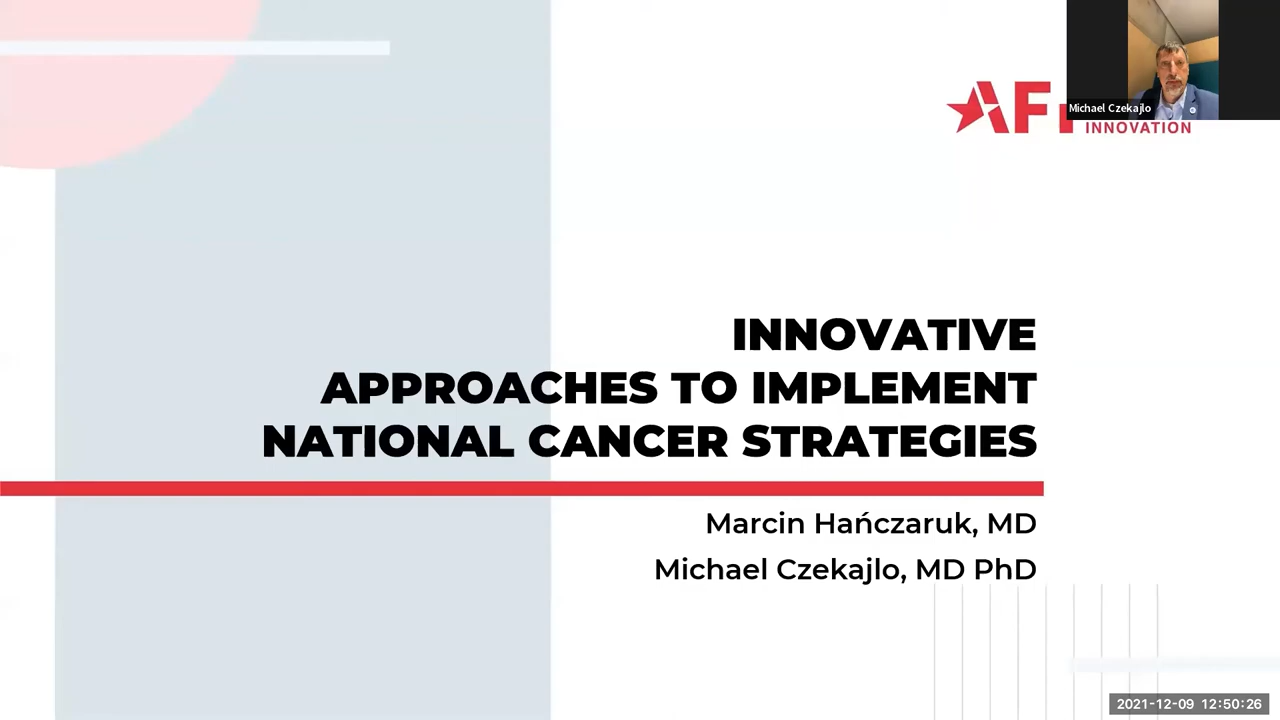 Michael Czekajlo
INNOVATION
INNOVATIVE
APPROACHES TO IMPLEMENT
NATIONAL CANCER STRATEGIES
Marcin Hańczaruk, MD
Michael Czekajlo, MD PhD
2021-12-09 12:50:26